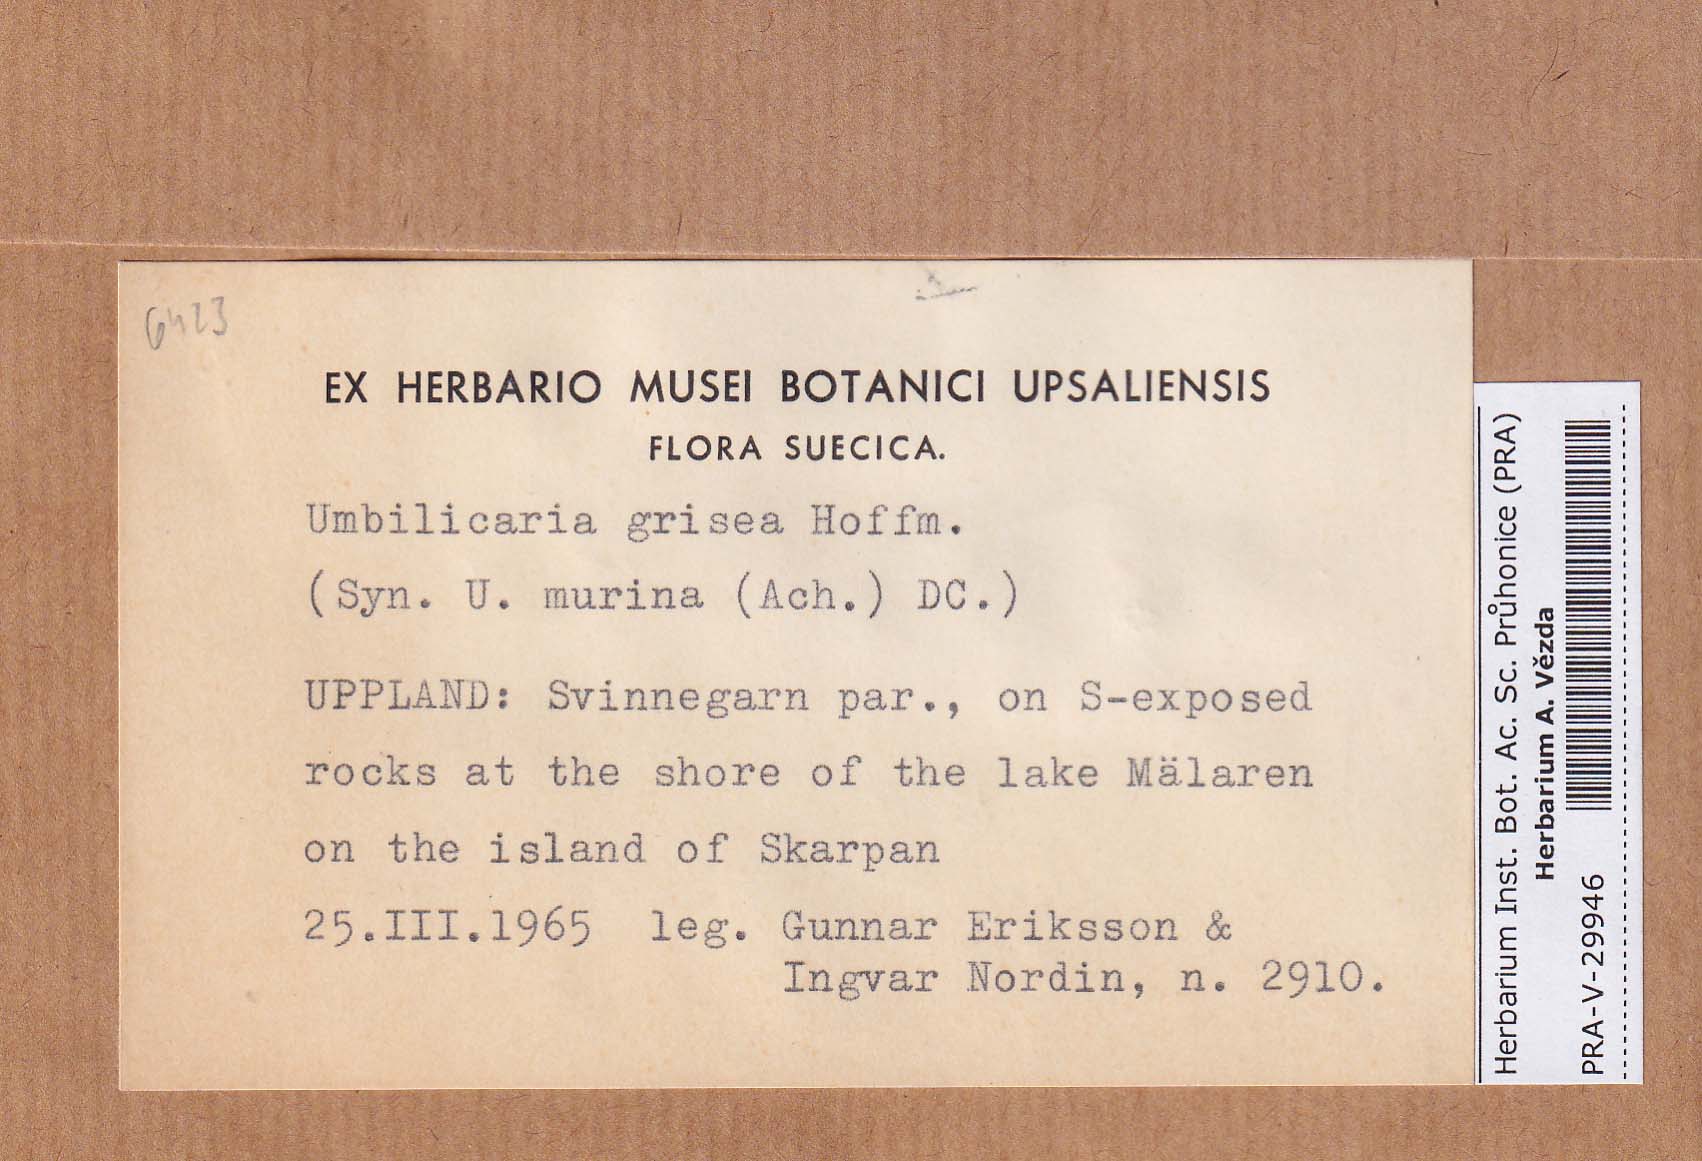 6423
EX HERBARIO MUSEI BOTANICI UPSALIENSIS
FLORA SUECICA.
Umbilicaria grisea Hoffm.
(Syn. U. murina (Ach.) DC.)
UPPLAND: Svinnegarn par., on S-exposed
rocks at the shore of the lake Mälaren
on the island of Skarpan
25.III.1965 leg. Gunnar Eriksson &
Ingvar Nordin, n. 2910.
Herbarium Inst. Bot. Ac. Sc. Průhonice (PRA)
Herbarium A. Vězda
PRA-V-29946